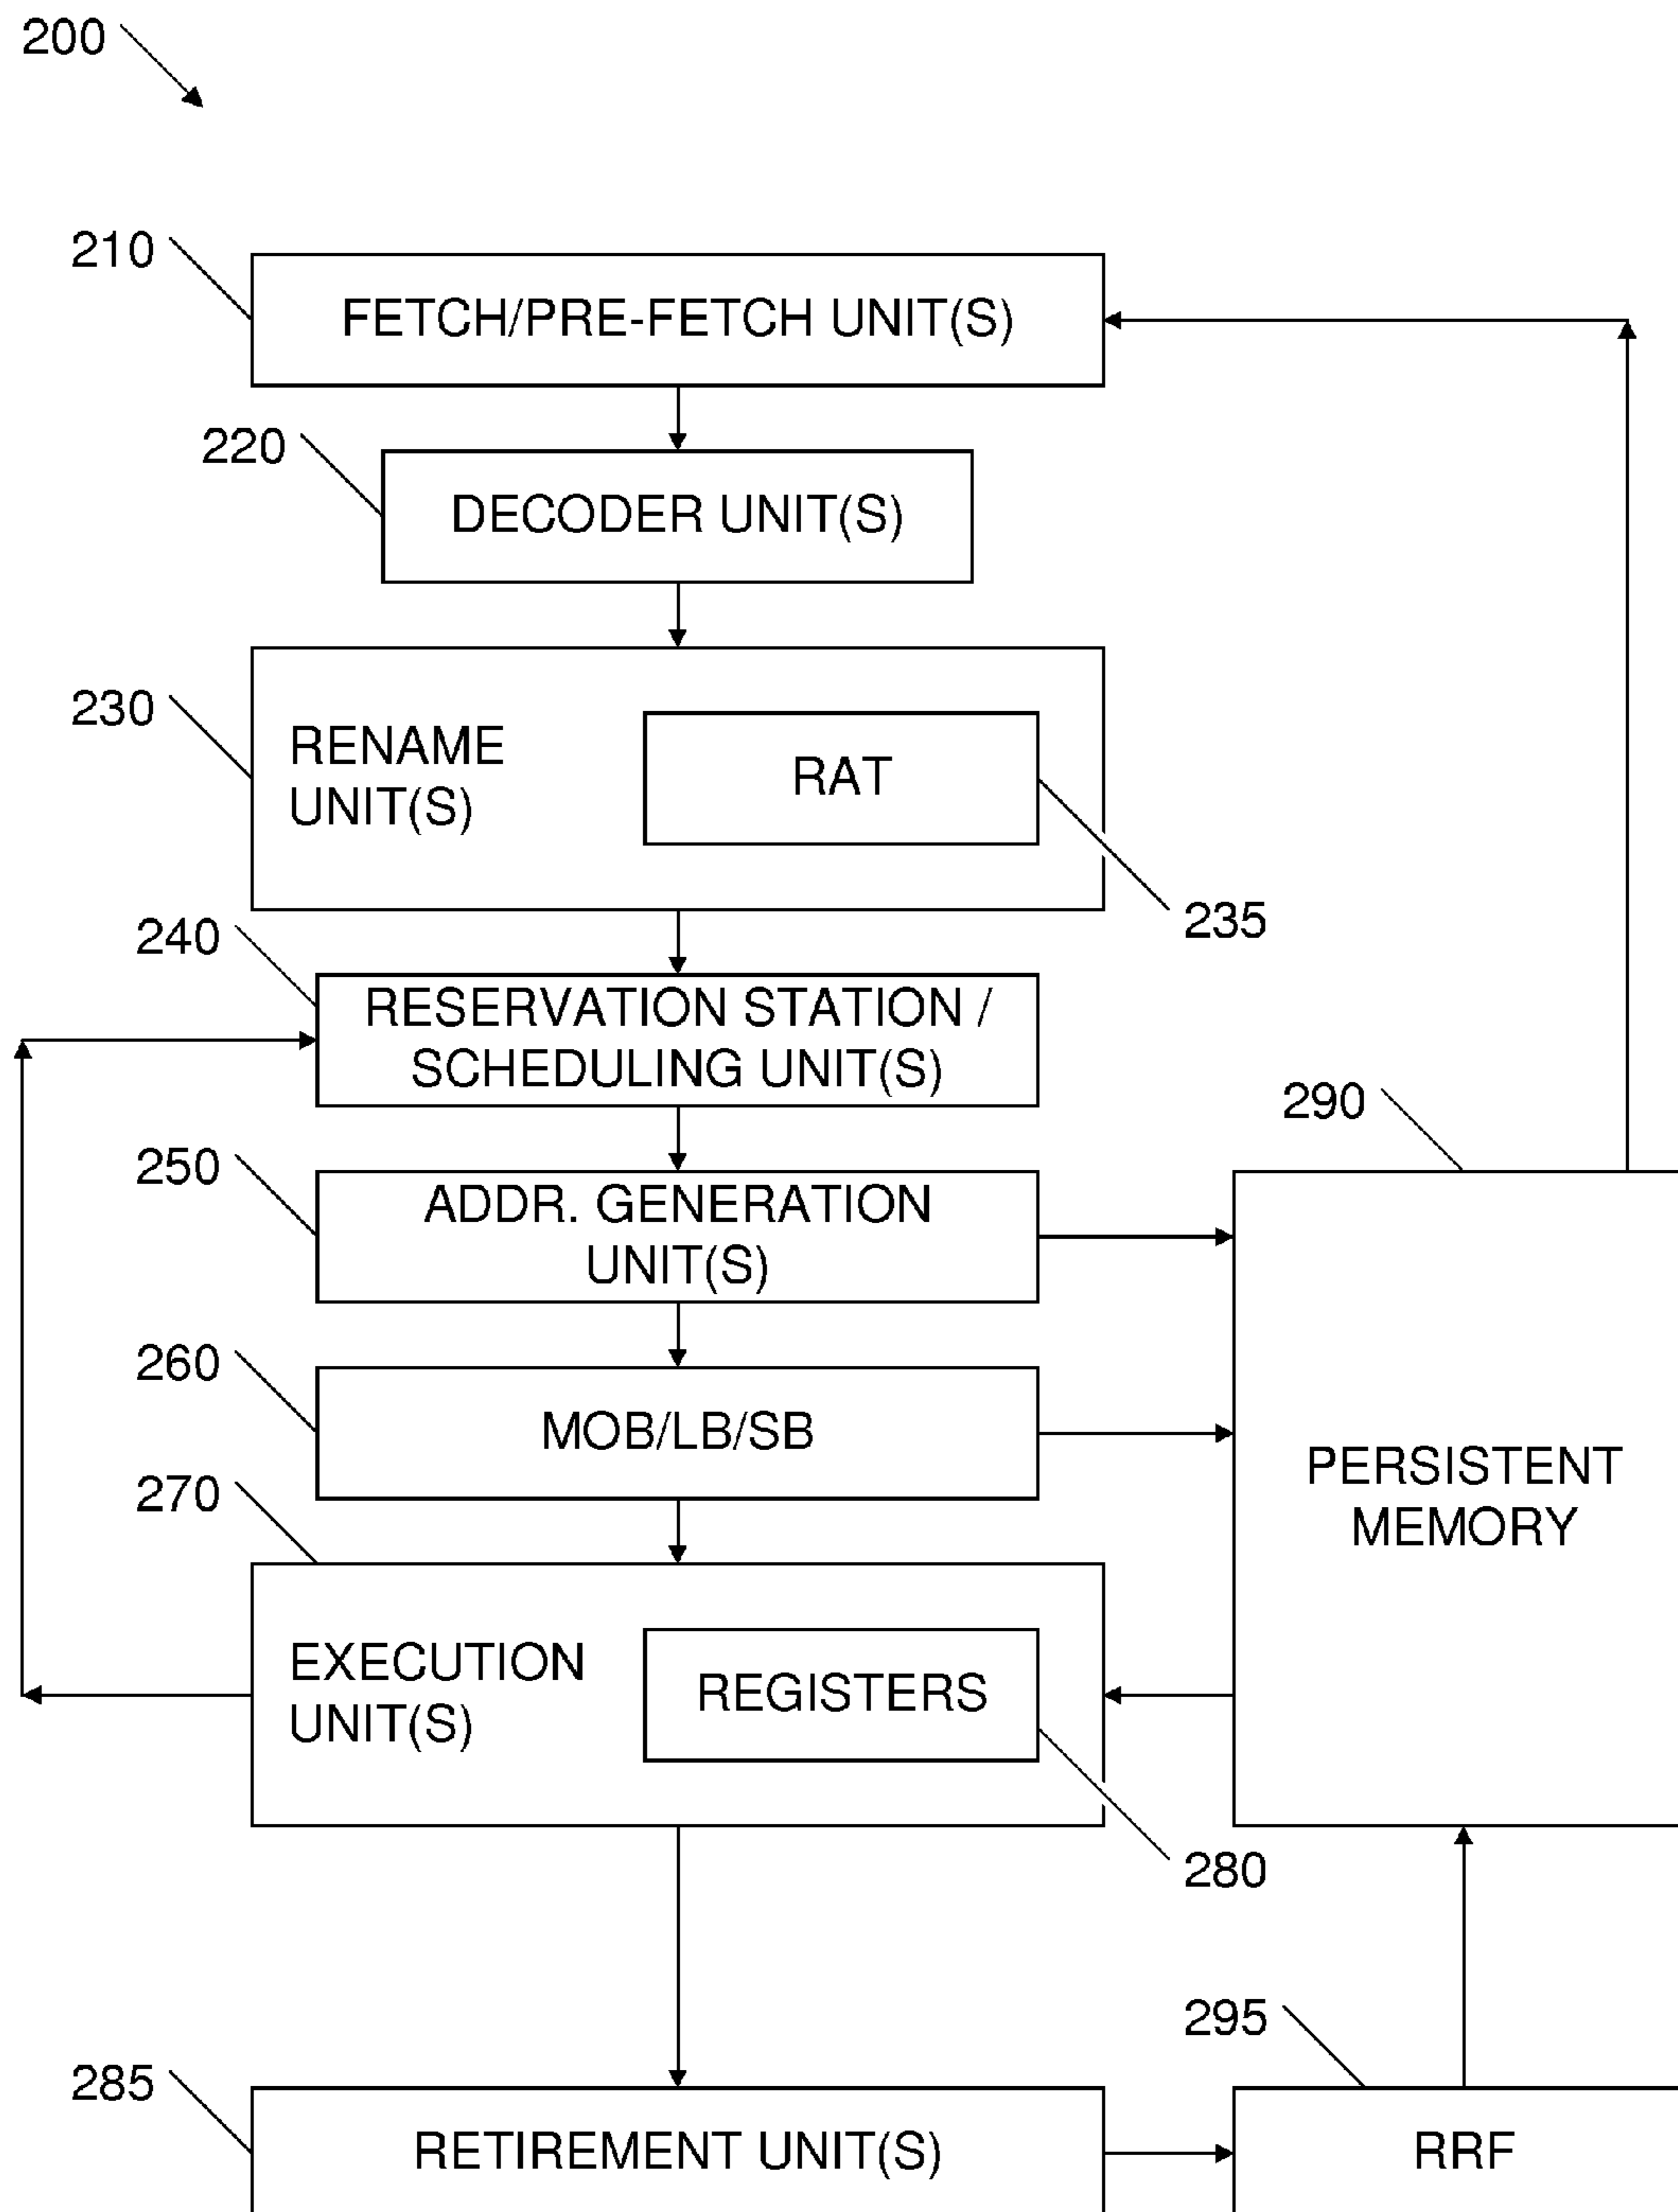 200
210
FETCH/PRE-FETCH UNIT(S)
220
DECODER UNIT(S)
230
RENAME
UNIT(S)
RAT
235
240
RESERVATION STATION /
SCHEDULING UNIT(S)
290
250
ADDR. GENERATION
UNIT(S)
260
MOB/LB/SB
PERSISTENT
MEMORY
270
EXECUTION
UNIT(S)
REGISTERS
280
295
285
RETIREMENT UNIT(S)
RRF